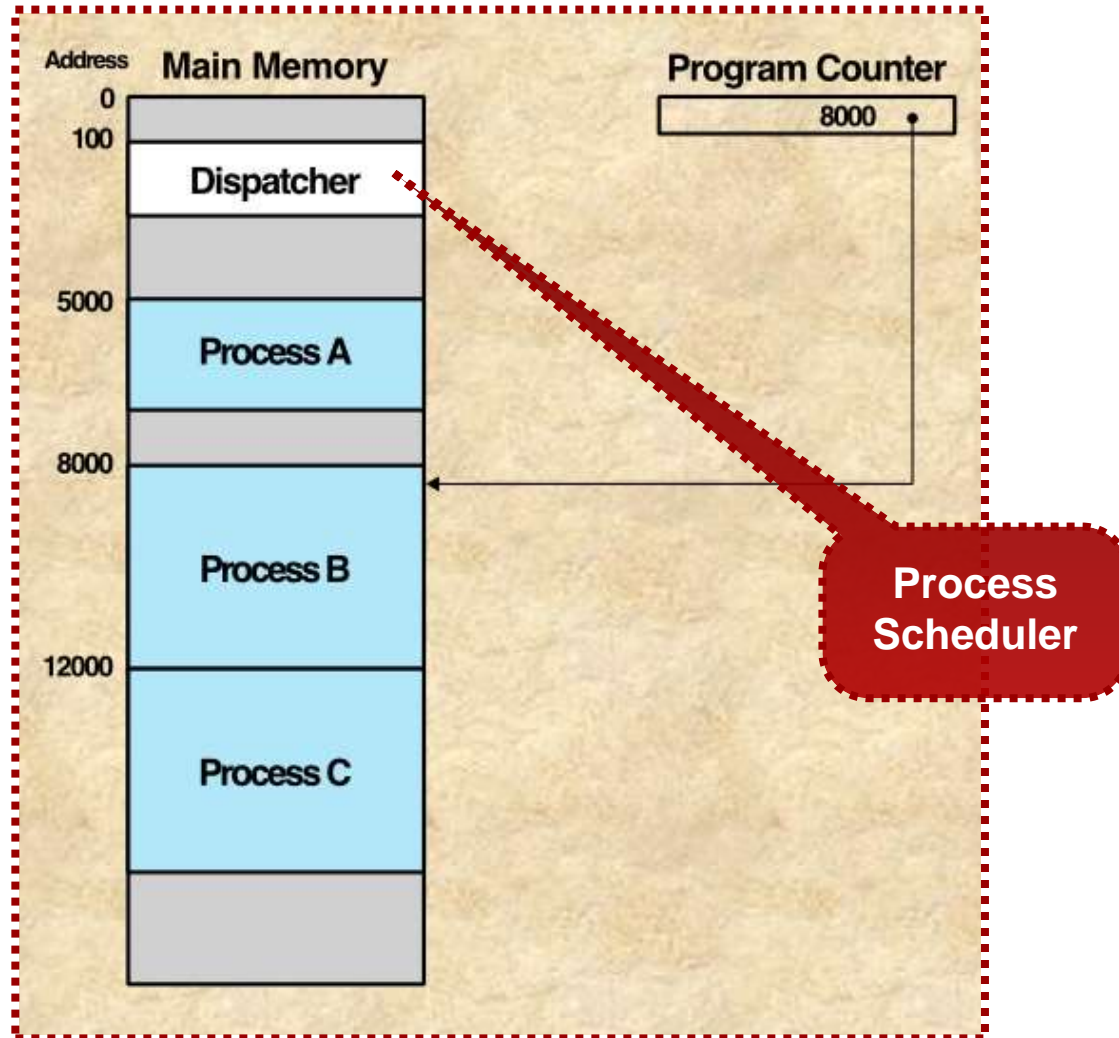 Address
Main Memory
Program Counter
0
8000
100
Dispatcher
5000
Process A
8000
Process B
Process
Scheduler
12000
Process C